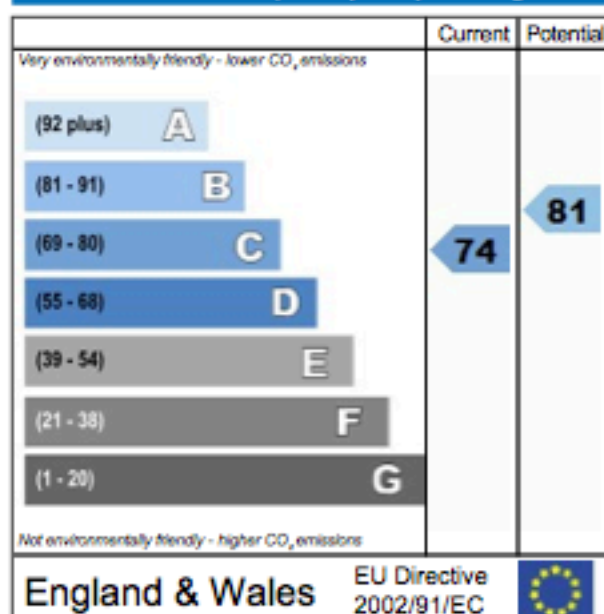 Current Potential
Very environmentally friendly - lower CO₂ emissions
(92 plus) A
(81 - 91) B
81
(69 - 80) C
74
(55 - 68) D
(39 - 54) E
(21 - 38) F
(1 - 20) G
Not environmentally friendly - higher CO₂ emissions
England & Wales
EU Directive
2002/91/EC